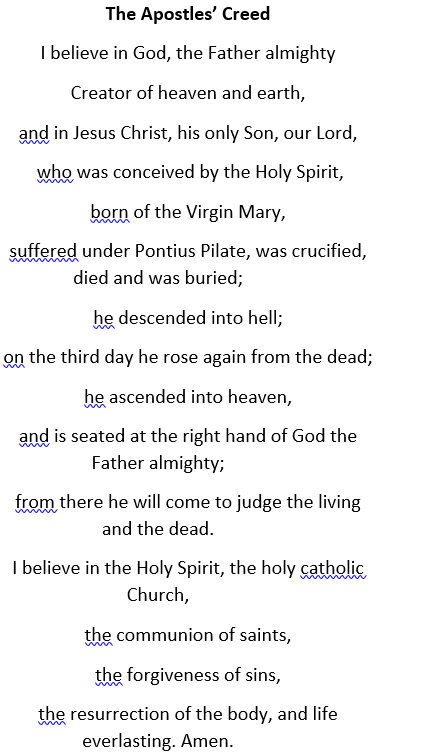 The Apostles’ Creed
I believe in God, the Father almighty
Creator of heaven and earth,
and in Jesus Christ, his only Son, our Lord,
who was conceived by the Holy Spirit,
born of the Virgin Mary,
suffered under Pontius Pilate, was crucified,
died and was buried;
he descended into hell;
on the third day he rose again from the dead;
he ascended into heaven,
and is seated at the right hand of God the
Father almighty;
from there he will come to judge the living
and the dead.
I believe in the Holy Spirit, the holy catholic
Church,
the communion of saints,
the forgiveness of sins,
the resurrection of the body, and life
everlasting. Amen.